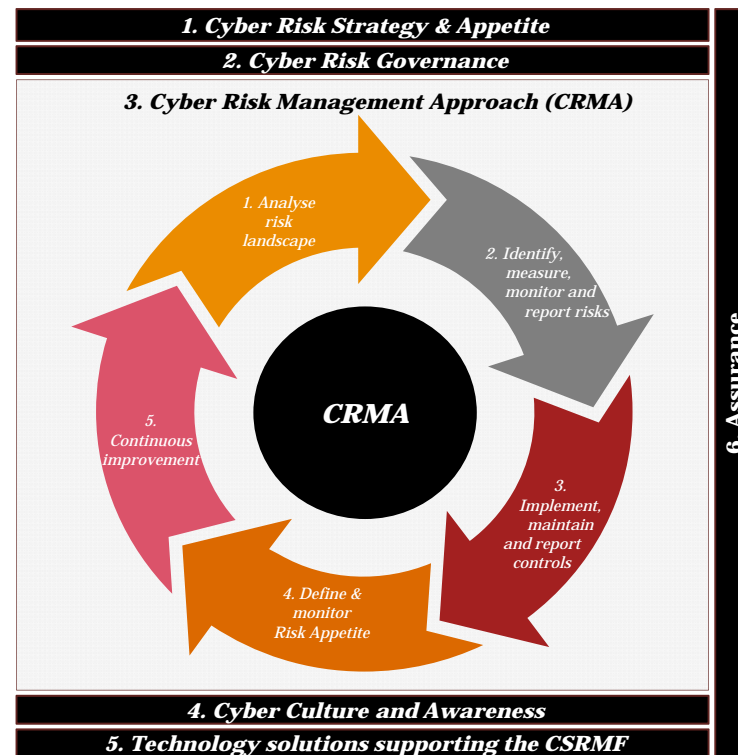 1. Cyber Risk Strategy & Appetite
2. Cyber Risk Governance
3. Cyber Risk Management Approach (CRMA)
1. Analyse
risk
landscape
2. Identify,
measure,
monitor and
report risks
3.
Implement,
maintain
and report
controls
4. Define &
monitor
Risk Appetite
5.
Continuous
improvement
CRMA
4. Cyber Culture and Awareness
5. Technology solutions supporting the CSRMF
6. Assurance